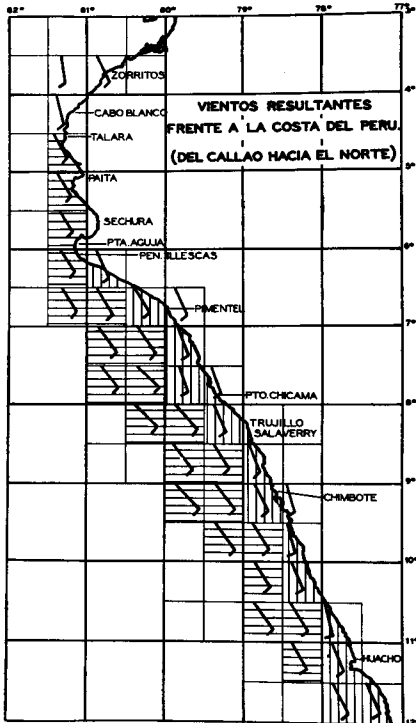 82° 81° 80° 79° 78° 77°
ZORRITOS
4°
CABO BLANCO
VIENTOS RESULTANTES
FRENTE A LA COSTA DEL PERU.
(DEL CALLAO HACIA EL NORTE)
TALARA
5°
PAITA
SECHURA
PTA. AGUJA
6°
PEN. ILLESCAS
PIMENTEL
7°
PTO. CHICAMA
8°
TRUJILLO
SALAVERRY
9°
CHIMBOTE
10°
11°
HUACHO
12°